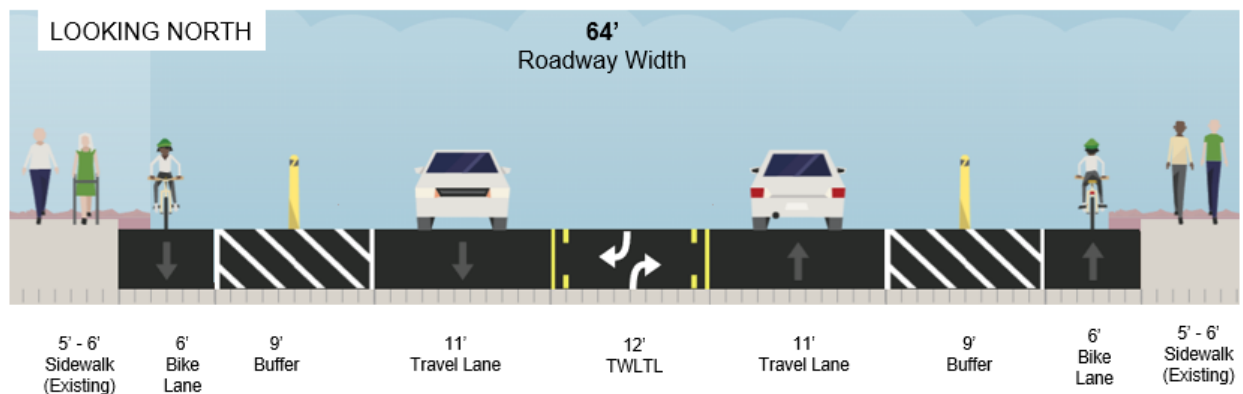 LOOKING NORTH
64’
Roadway Width
5’ - 6’
Sidewalk
(Existing)
6’
Bike
Lane
9’
Buffer
11’
Travel Lane
12’
TWLTL
11’
Travel Lane
9’
Buffer
6’
Bike
Lane
5’ - 6’
Sidewalk
(Existing)